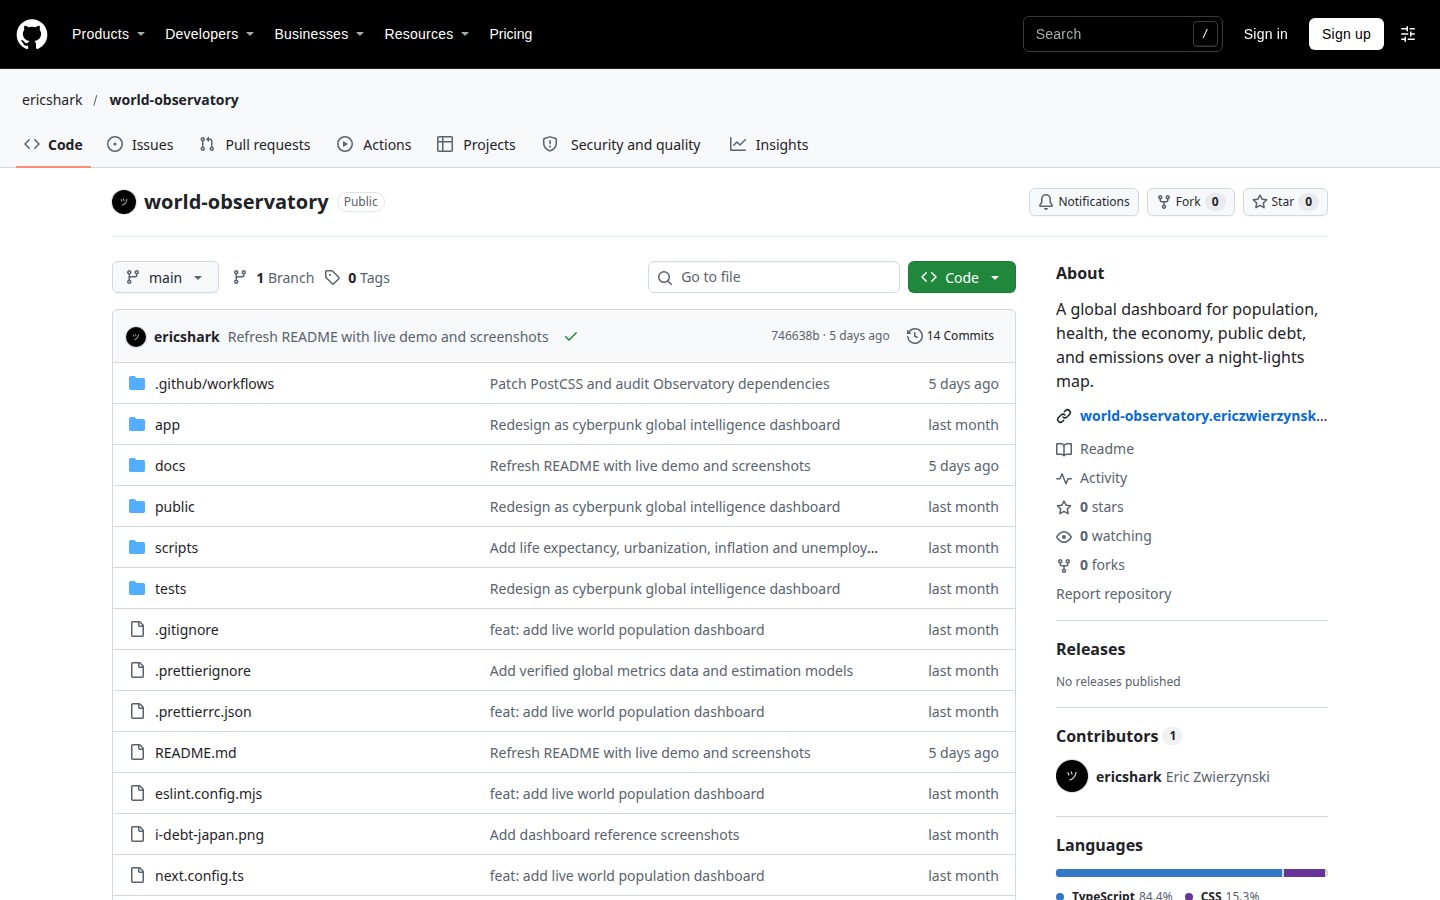 Products Developers Businesses Resources Pricing Search / Sign in Sign up
ericshark / world-observatory
Code Issues Pull requests Actions Projects Security and quality Insights
world-observatory Public Notifications Fork 0 Star 0
main 1 Branch 0 Tags Go to file Code
ericshark Refresh README with live demo and screenshots 746638b · 5 days ago 14 Commits
.github/workflows Patch PostCSS and audit Observatory dependencies 5 days ago
app Redesign as cyberpunk global intelligence dashboard last month
docs Refresh README with live demo and screenshots 5 days ago
public Redesign as cyberpunk global intelligence dashboard last month
scripts Add life expectancy, urbanization, inflation and unemploy... last month
tests Redesign as cyberpunk global intelligence dashboard last month
.gitignore feat: add live world population dashboard last month
.prettierignore Add verified global metrics data and estimation models last month
.prettierrc.json feat: add live world population dashboard last month
README.md Refresh README with live demo and screenshots 5 days ago
eslint.config.mjs feat: add live world population dashboard last month
i-debt-japan.png Add dashboard reference screenshots last month
next.config.ts feat: add live world population dashboard last month
About
A global dashboard for population,
health, the economy, public debt,
and emissions over a night-lights
map.
world-observatory.ericzwierzynsk...
Readme
Activity
0 stars
0 watching
0 forks
Report repository
Releases
No releases published
Contributors 1
ericshark Eric Zwierzynski
Languages
TypeScript 84.4% CSS 15.3%